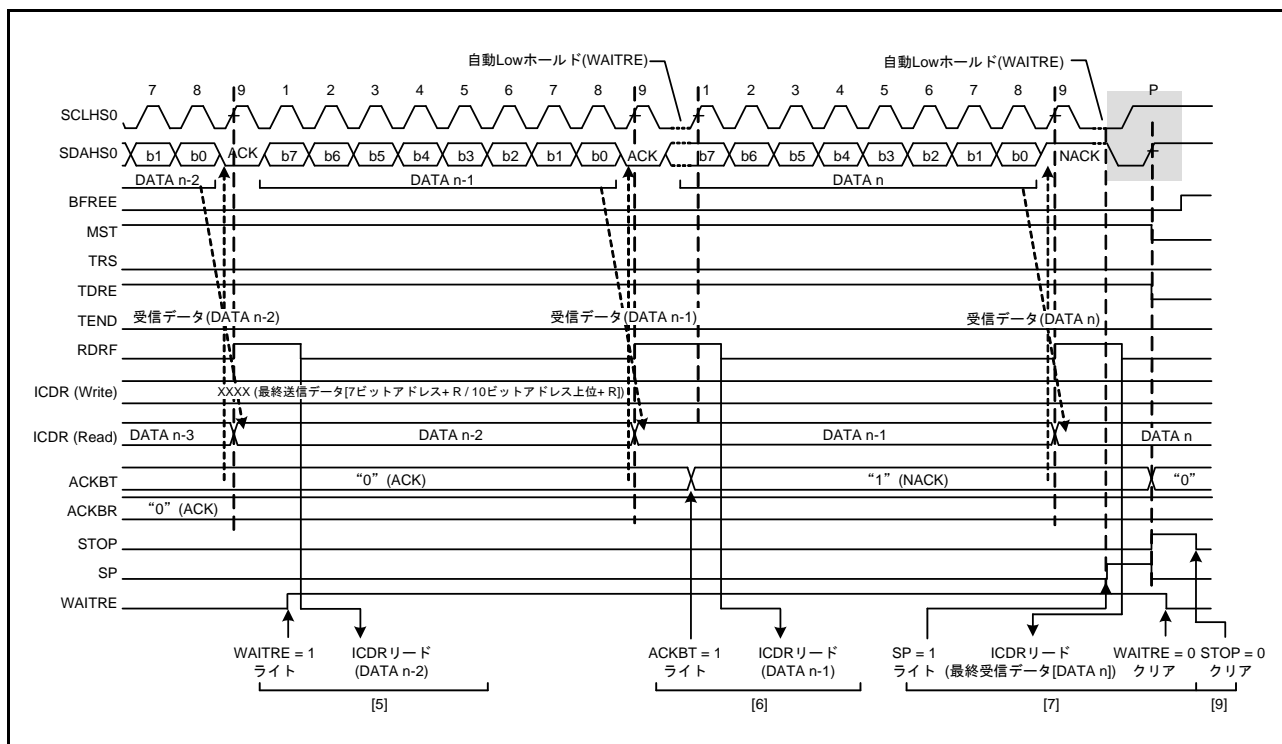 自動Lowホールド(WAITRE) 自動Lowホールド(WAITRE)
7 8 9 1 2 3 4 5 6 7 8 9 1 2 3 4 5 6 7 8 9 P
SCLHS0
SDAHS0 b1 b0 ACK b7 b6 b5 b4 b3 b2 b1 b0 ACK b7 b6 b5 b4 b3 b2 b1 b0 NACK
DATA n-2 DATA n-1 DATA n
BFREE
MST
TRS
TDRE
TEND 受信データ(DATA n-2) 受信データ(DATA n-1) 受信データ(DATA n)
RDRF
ICDR (Write) XXXX (最終送信データ[7ビットアドレス+ R / 10ビットアドレス上位+ R])
ICDR (Read) DATA n-3 DATA n-2 DATA n-1 DATA n
ACKBT “0” (ACK) “1” (NACK) “0”
ACKBR “0” (ACK)
STOP
SP
WAITRE
WAITRE = 1 ICDRリード ACKBT = 1 ICDRリード SP = 1 ICDRリード WAITRE = 0 STOP = 0
ライト (DATA n-2) ライト (DATA n-1) ライト (最終受信データ[DATA n]) クリア クリア
[5] [6] [7] [9]